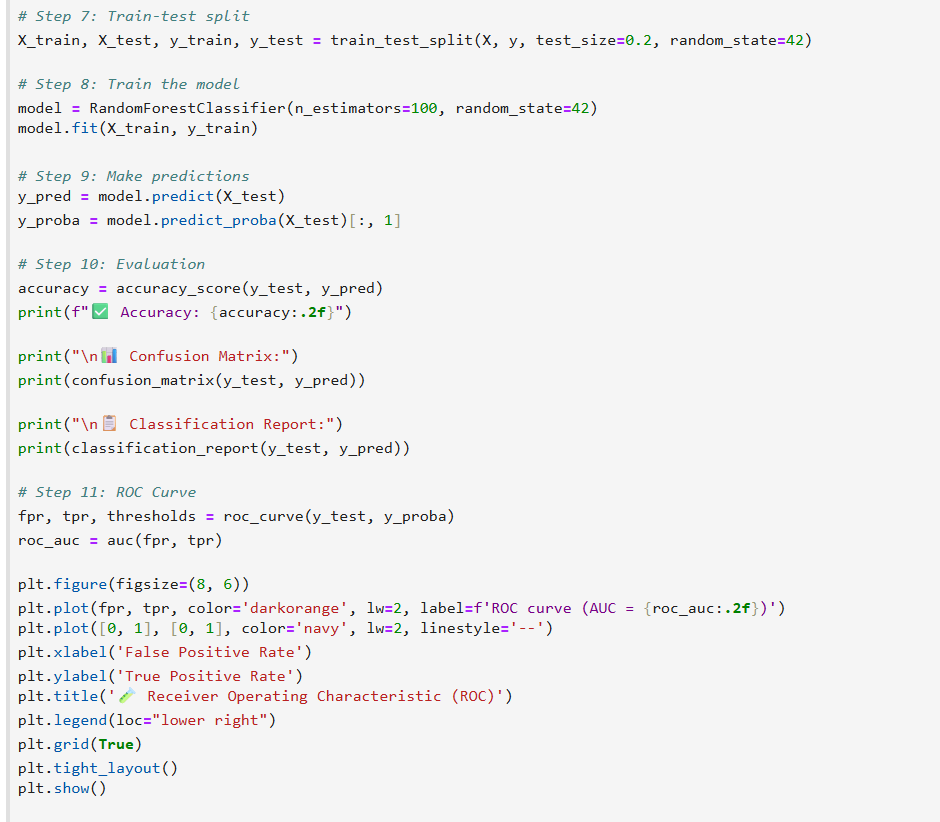 # Step 7: Train-test split
X_train, X_test, y_train, y_test = train_test_split(X, y, test_size=0.2, random_state=42)
# Step 8: Train the model
model = RandomForestClassifier(n_estimators=100, random_state=42)
model.fit(X_train, y_train)
# Step 9: Make predictions
y_pred = model.predict(X_test)
y_proba = model.predict_proba(X_test)[:, 1]
# Step 10: Evaluation
accuracy = accuracy_score(y_test, y_pred)
print(f"✅ Accuracy: {accuracy:.2f}")
print("\n📊 Confusion Matrix:")
print(confusion_matrix(y_test, y_pred))
print("\n📋 Classification Report:")
print(classification_report(y_test, y_pred))
# Step 11: ROC Curve
fpr, tpr, thresholds = roc_curve(y_test, y_proba)
roc_auc = auc(fpr, tpr)
plt.figure(figsize=(8, 6))
plt.plot(fpr, tpr, color='darkorange', lw=2, label=f'ROC curve (AUC = {roc_auc:.2f})')
plt.plot([0, 1], [0, 1], color='navy', lw=2, linestyle='--')
plt.xlabel('False Positive Rate')
plt.ylabel('True Positive Rate')
plt.title('🧪 Receiver Operating Characteristic (ROC)')
plt.legend(loc="lower right")
plt.grid(True)
plt.tight_layout()
plt.show()